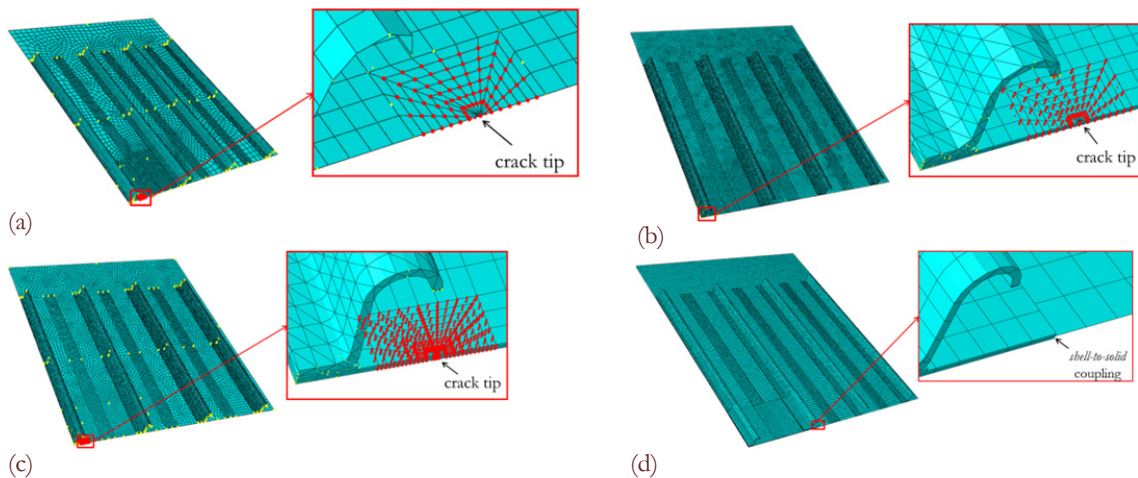 crack tip
(a)
crack tip
(b)
crack tip
(c)
shell-to-solid
coupling
(d)